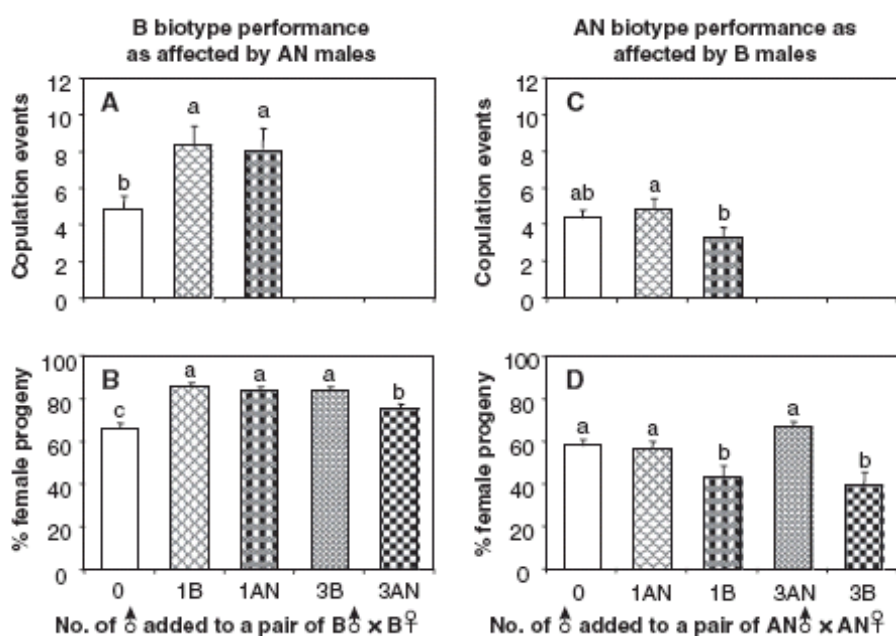 B biotype performance
as affected by AN males
AN biotype performance as
affected by B males
A
Copulation events
12
10
8
6
4
2
0
b
a
a
C
Copulation events
12
10
8
6
4
2
0
ab
a
b
B
% female progeny
100
80
60
40
20
0
c
a
a
a
b
0 1B 1AN 3B 3AN
No. of ♂ added to a pair of B♂ x B♀
D
% female progeny
100
80
60
40
20
0
a
a
b
a
b
0 1AN 1B 3AN 3B
No. of ♂ added to a pair of AN♂ x AN♀